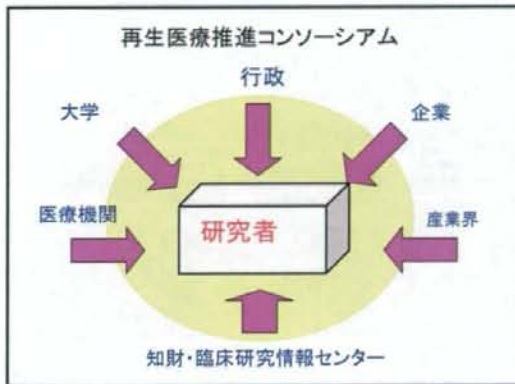 再生医療推進コンソーシアム
行政
大学
企業
医療機関
研究者
産業界
知財・臨床研究情報センター